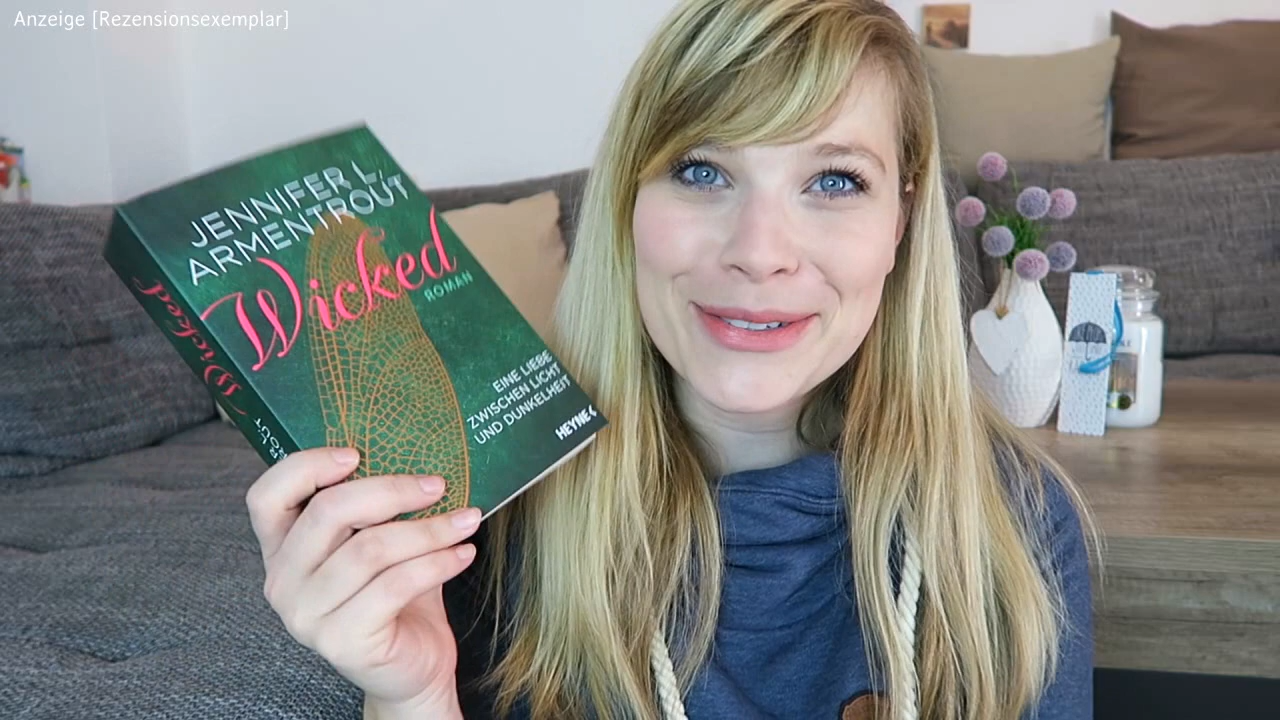 Anzeige [Rezensionsexemplar]
JENNIFER L.
ARMENTROUT
Wicked
ROMAN
EINE LIEBE
ZWISCHEN LICHT
UND DUNKELHEIT
HEYNE <
Wicked